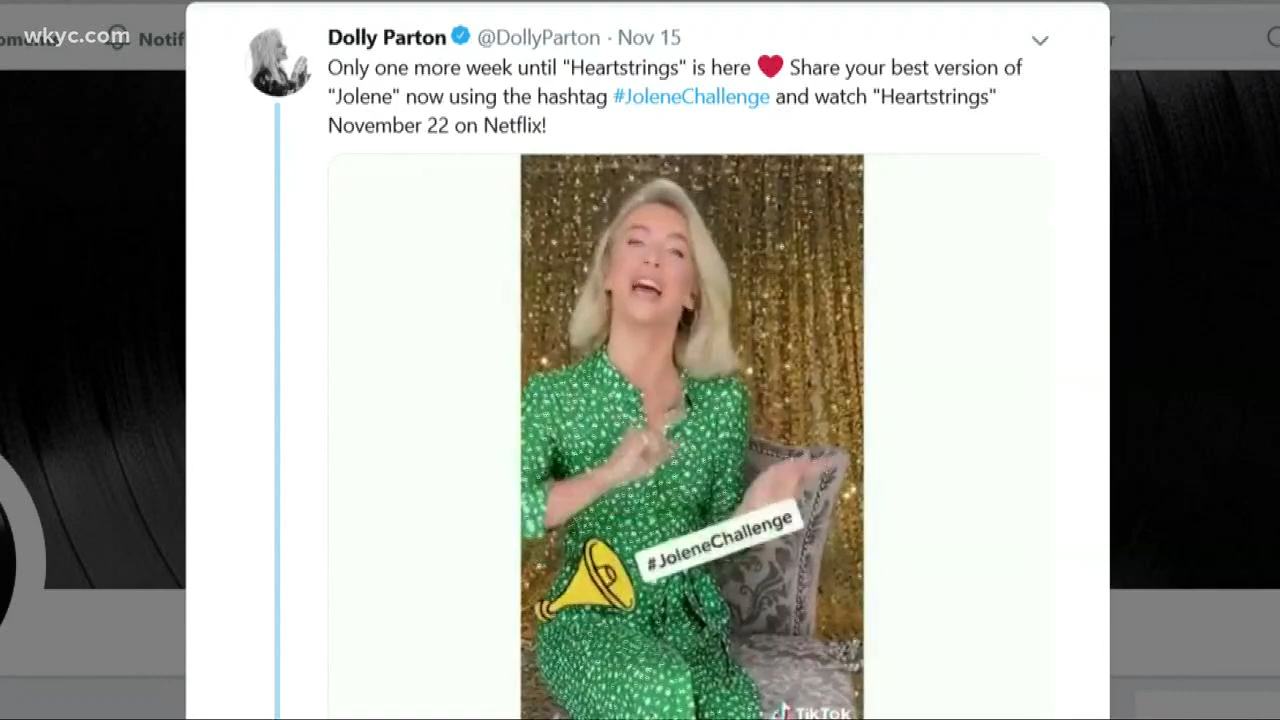 wkyc.com
Notif
Dolly Parton @DollyParton · Nov 15
Only one more week until "Heartstrings" is here ❤ Share your best version of
"Jolene" now using the hashtag #JoleneChallenge and watch "Heartstrings"
November 22 on Netflix!
#JoleneChallenge
TikTok